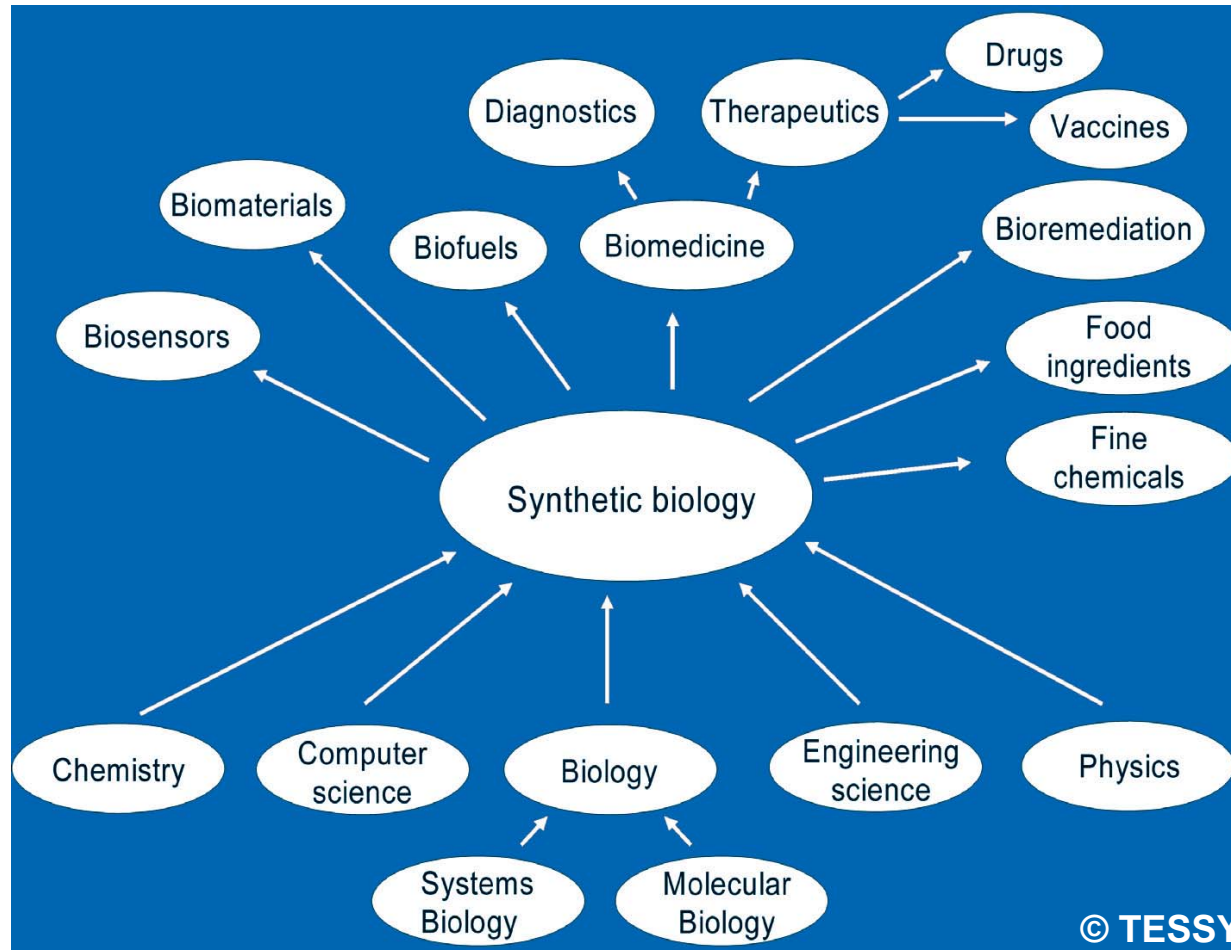 Drugs
Diagnostics
Therapeutics
Vaccines
Biomaterials
Biofuels
Biomedicine
Bioremediation
Biosensors
Food
ingredients
Fine
chemicals
Synthetic biology
Chemistry
Computer
science
Biology
Engineering
science
Physics
Systems
Biology
Molecular
Biology
© TESSY